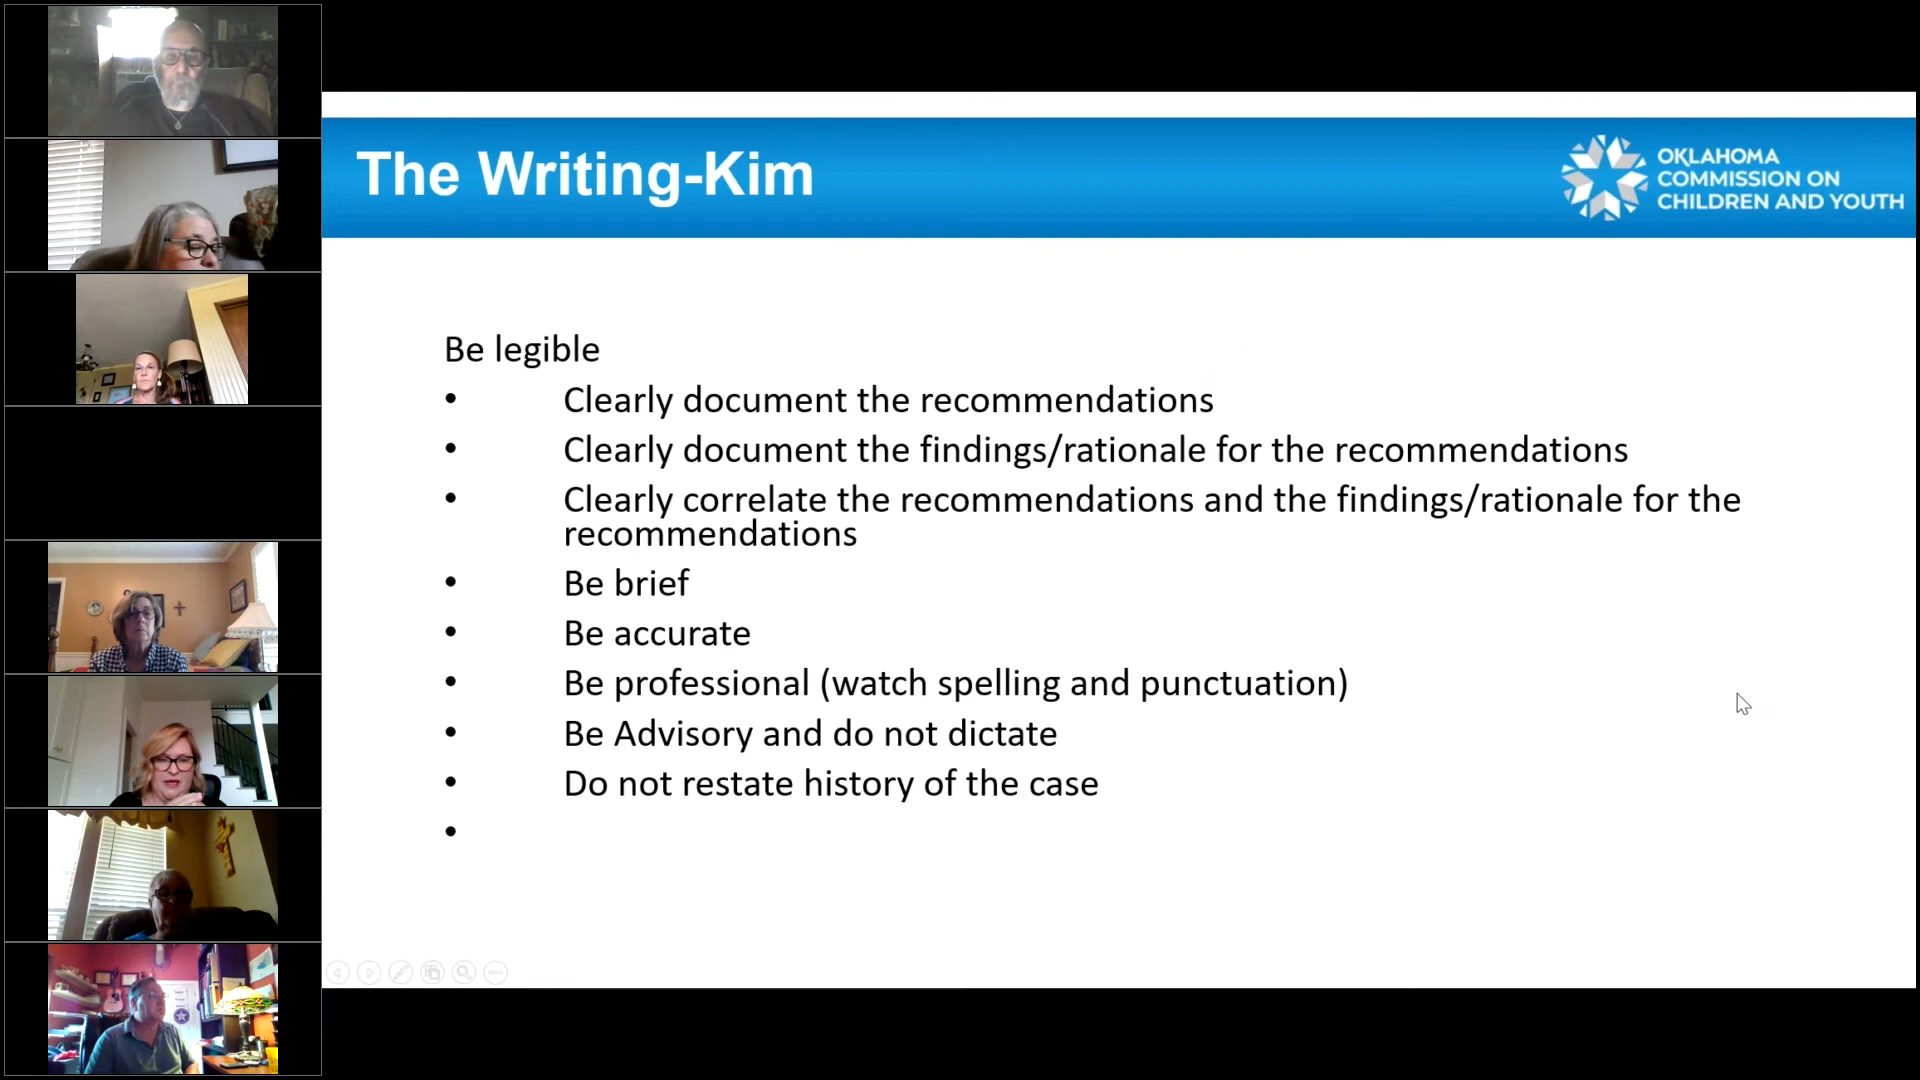 The Writing-Kim
OKLAHOMA
COMMISSION ON
CHILDREN AND YOUTH
Be legible
• Clearly document the recommendations
• Clearly document the findings/rationale for the recommendations
• Clearly correlate the recommendations and the findings/rationale for the
recommendations
• Be brief
• Be accurate
• Be professional (watch spelling and punctuation)
• Be Advisory and do not dictate
• Do not restate history of the case
•